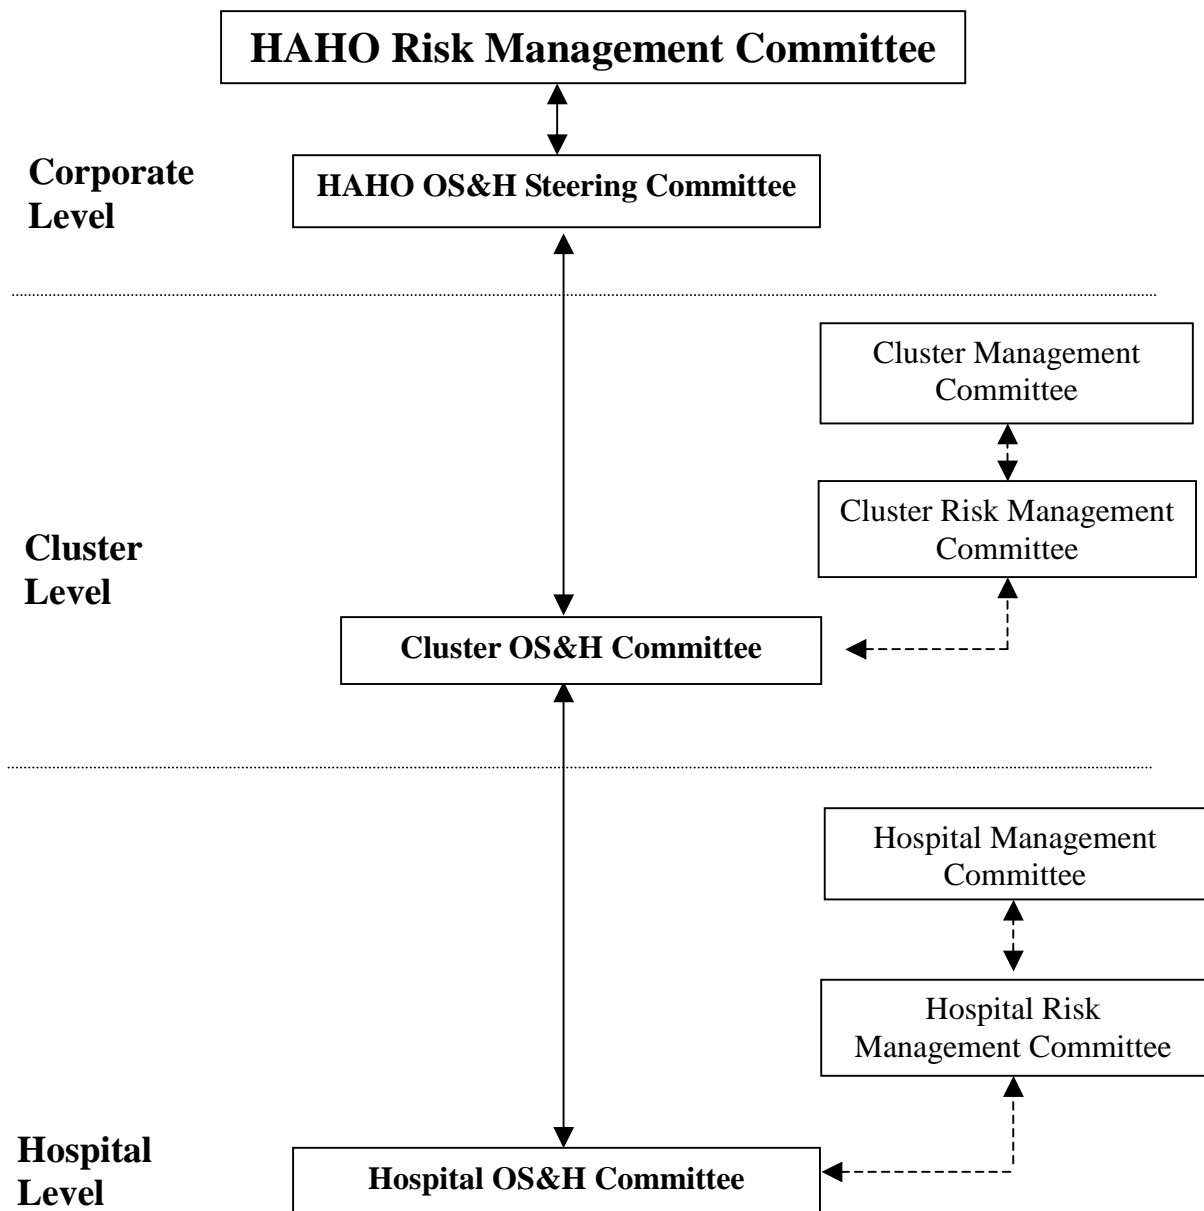 HAHO Risk Management Committee
Corporate
Level
HAHO OS&H Steering Committee
Cluster Management
Committee
Cluster Risk Management
Committee
Cluster
Level
Cluster OS&H Committee
Hospital Management
Committee
Hospital Risk
Management Committee
Hospital
Level
Hospital OS&H Committee